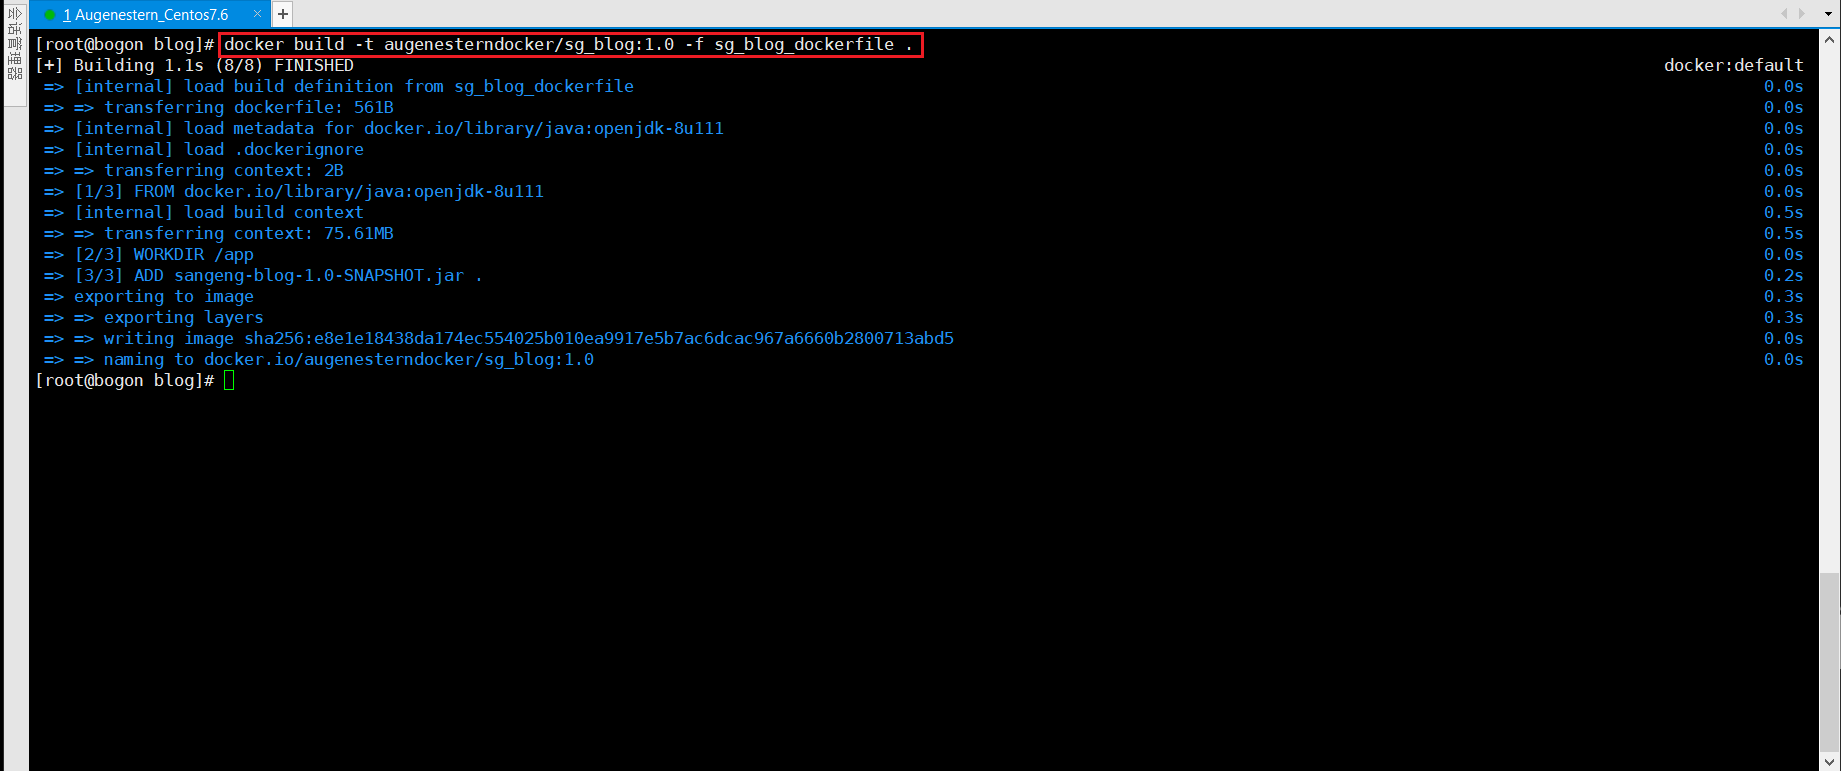 会话管理器
1 Augenestern_Centos7.6 × +
[root@bogon blog]# docker build -t augenesterndocker/sg_blog:1.0 -f sg_blog_dockerfile .
[+] Building 1.1s (8/8) FINISHED docker:default
=> [internal] load build definition from sg_blog_dockerfile 0.0s
=> => transferring dockerfile: 561B 0.0s
=> [internal] load metadata for docker.io/library/java:openjdk-8u111 0.0s
=> [internal] load .dockerignore 0.0s
=> => transferring context: 2B 0.0s
=> [1/3] FROM docker.io/library/java:openjdk-8u111 0.0s
=> [internal] load build context 0.5s
=> => transferring context: 75.61MB 0.5s
=> [2/3] WORKDIR /app 0.0s
=> [3/3] ADD sangeng-blog-1.0-SNAPSHOT.jar . 0.2s
=> exporting to image 0.3s
=> => exporting layers 0.3s
=> => writing image sha256:e8e1e18438da174ec554025b010ea9917e5b7ac6dcac967a6660b2800713abd5 0.0s
=> => naming to docker.io/augenesterndocker/sg_blog:1.0 0.0s
[root@bogon blog]#